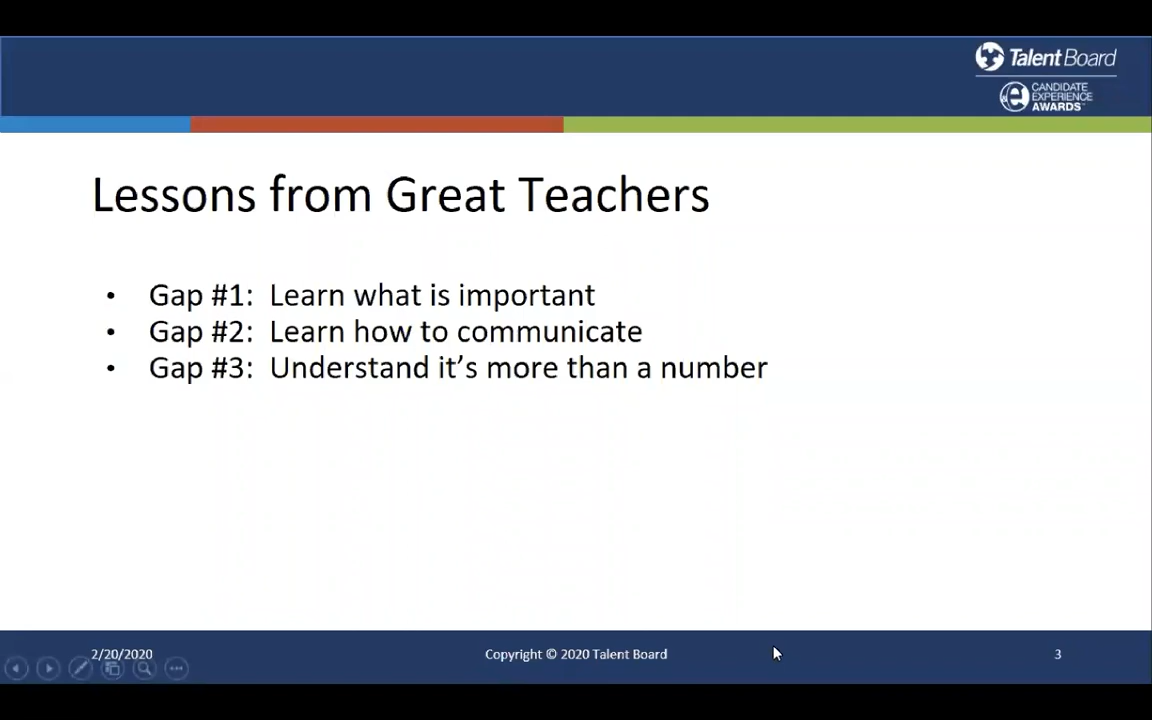 Talent Board
CANDIDATE
EXPERIENCE
AWARDS
Lessons from Great Teachers
• Gap #1: Learn what is important
• Gap #2: Learn how to communicate
• Gap #3: Understand it’s more than a number
2/20/2020
Copyright © 2020 Talent Board
3